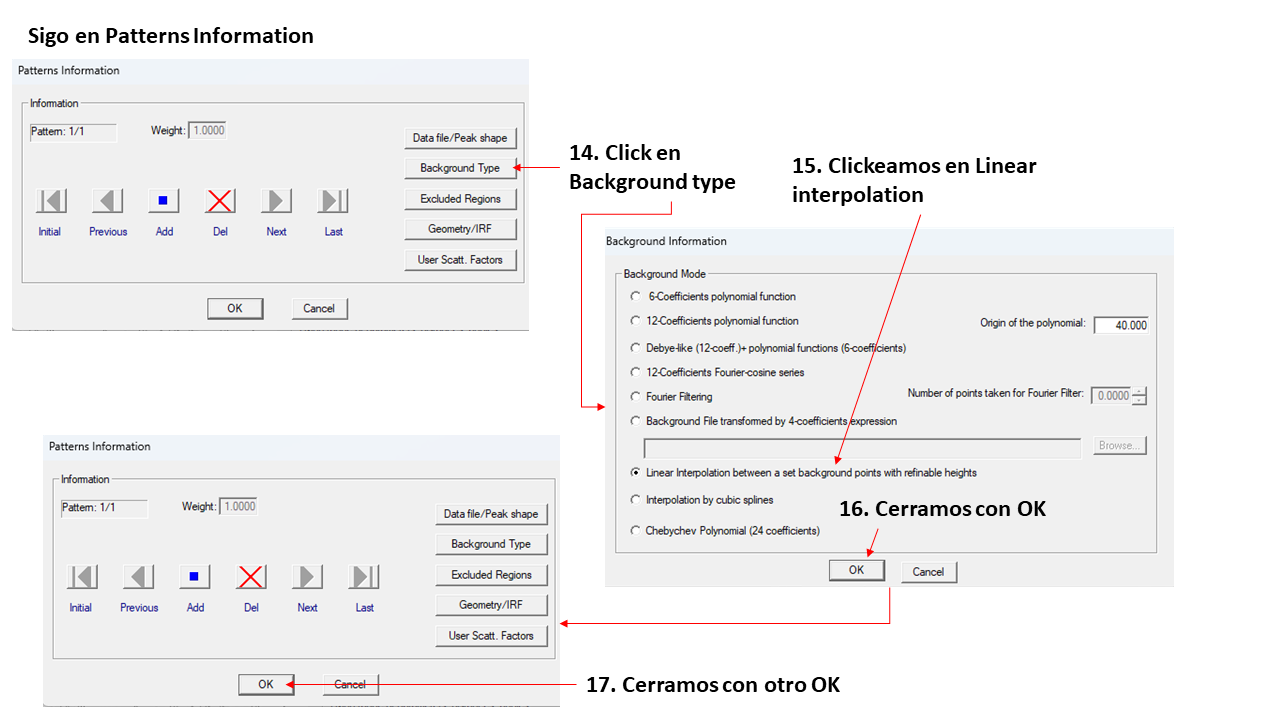 Sigo en Patterns Information
Patterns Information
Information
Pattern: 1/1
Weight: 1.0000
Data file/Peak shape
Background Type
Excluded Regions
Geometry/IRF
User Scatt. Factors
Initial
Previous
Add
Del
Next
Last
OK
Cancel
14. Click en
Background type
15. Clickeamos en Linear
interpolation
Background Information
Background Mode
6-Coefficients polynomial function
12-Coefficients polynomial function
Origin of the polynomial: 40.000
Debye-like (12-coeff.)+ polynomial functions (6-coefficients)
12-Coefficients Fourier-cosine series
Fourier Filtering
Number of points taken for Fourier Filter: 0.0000
Background File transformed by 4-coefficients expression
Browse...
Linear Interpolation between a set background points with refinable heights
Interpolation by cubic splines
Chebychev Polynomial (24 coefficients)
16. Cerramos con OK
OK
Cancel
Patterns Information
Information
Pattern: 1/1
Weight: 1.0000
Data file/Peak shape
Background Type
Excluded Regions
Geometry/IRF
User Scatt. Factors
Initial
Previous
Add
Del
Next
Last
OK
Cancel
17. Cerramos con otro OK